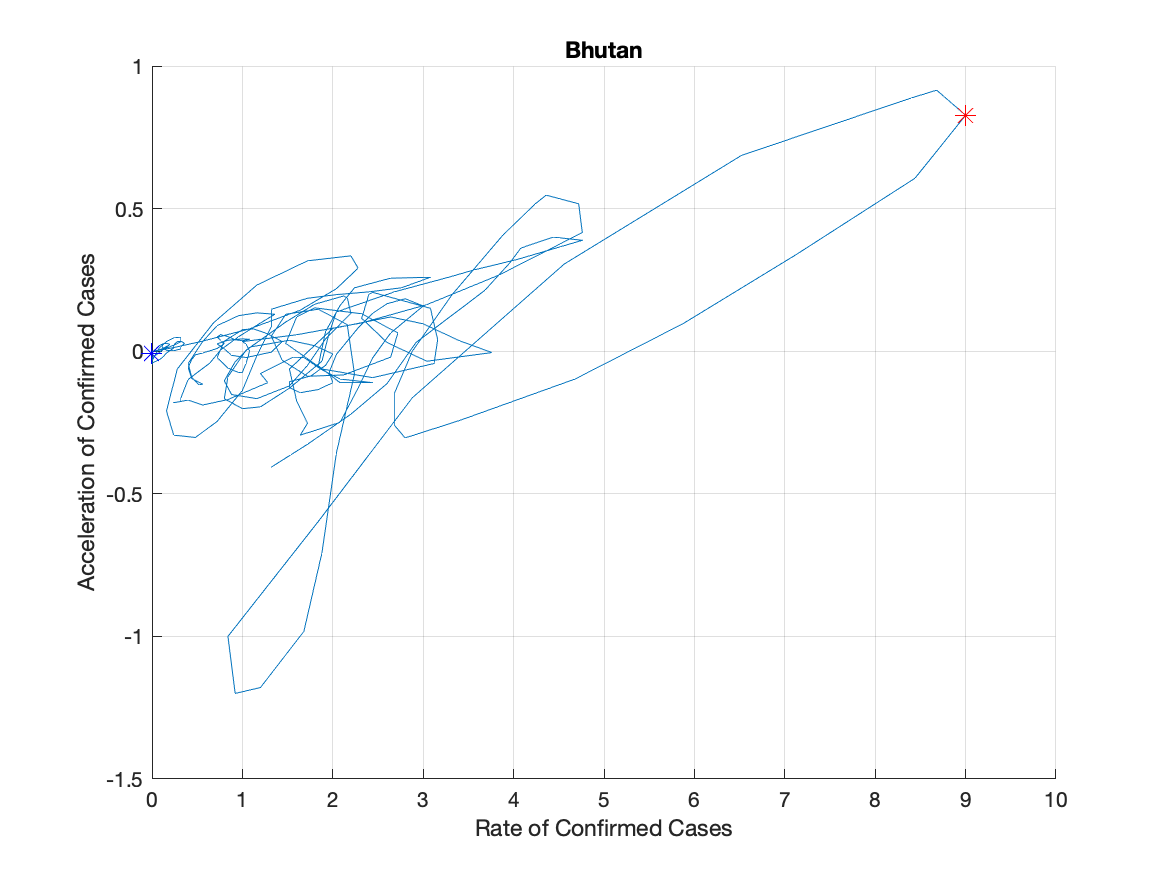 Bhutan
Acceleration of Confirmed Cases
1
0.5
0
-0.5
-1
-1.5
0 1 2 3 4 5 6 7 8 9 10
Rate of Confirmed Cases